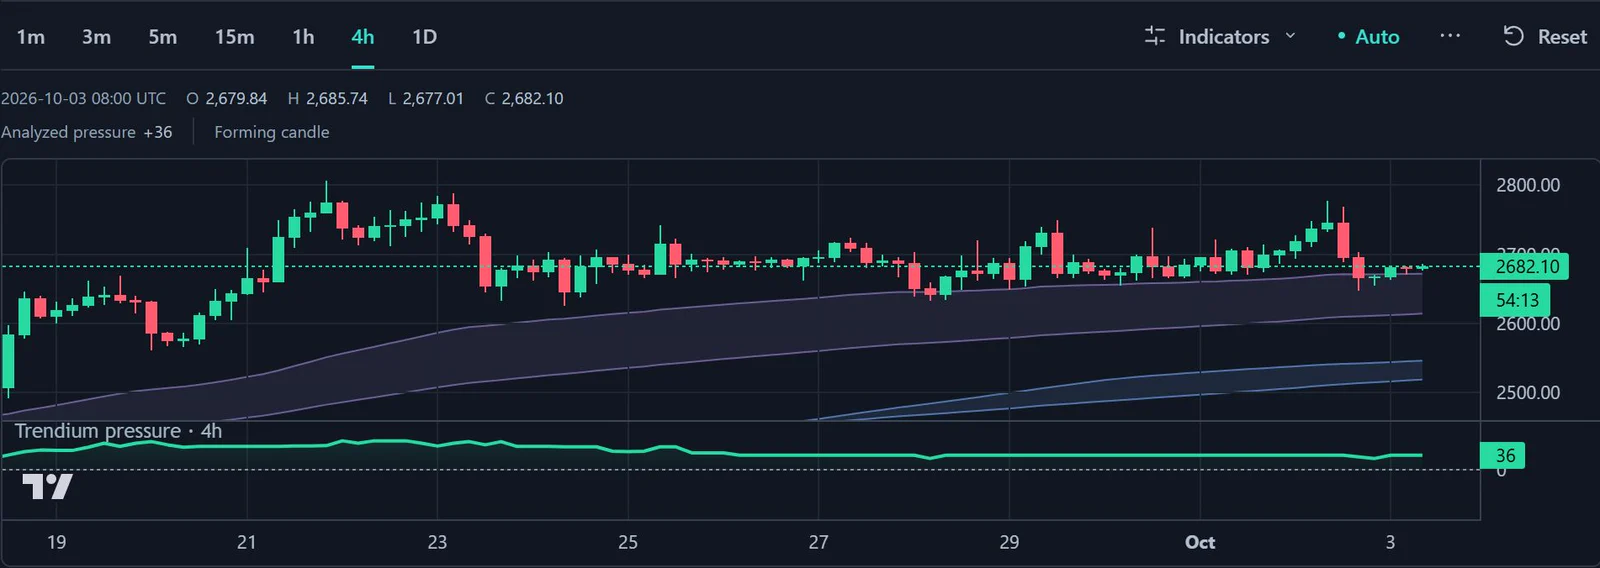 1m 3m 5m 15m 1h 4h 1D Indicators Auto ... Reset
2026-10-03 08:00 UTC O 2,679.84 H 2,685.74 L 2,677.01 C 2,682.10
Analyzed pressure +36 Forming candle
2800.00
2700.00
2682.10
54:13
2600.00
2500.00
Trendium pressure · 4h
36
0
19 21 23 25 27 29 Oct 3